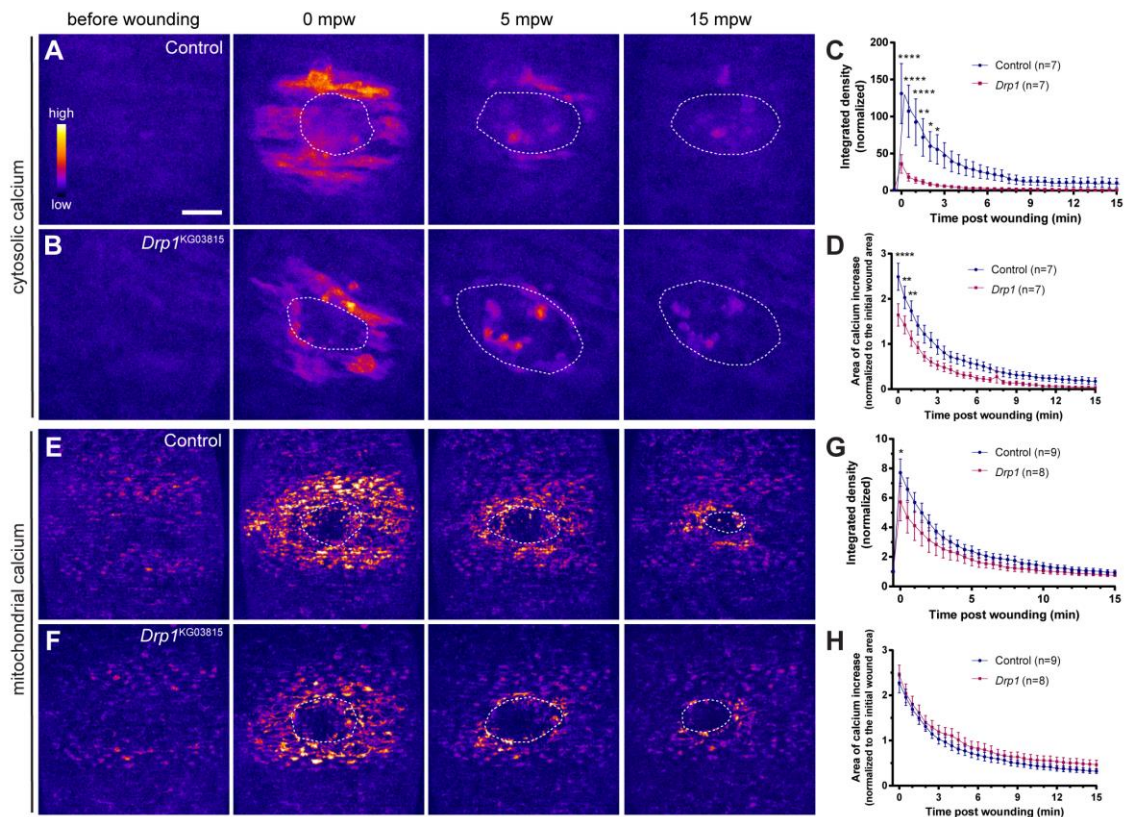 before wounding
0 mpw
5 mpw
15 mpw
cytosolic calcium
A
Control
high
low
B
Drp1KG03815
C
Integrated density
(normalized)
200
150
100
50
0
****
****
****
**
*
*
Control (n=7)
Drp1 (n=7)
0 3 6 9 12 15
Time post wounding (min)
D
Area of calcium increase
(normalized to the initial wound area)
3
2
1
0
****
**
**
Control (n=7)
Drp1 (n=7)
0 3 6 9 12 15
Time post wounding (min)
mitochondrial calcium
E
Control
F
Drp1KG03815
G
Integrated density
(normalized)
10
8
6
4
2
0
*
Control (n=9)
Drp1 (n=8)
0 5 10 15
Time post wounding (min)
H
Area of calcium increase
(normalized to the initial wound area)
3
2
1
0
Control (n=9)
Drp1 (n=8)
0 3 6 9 12 15
Time post wounding (min)